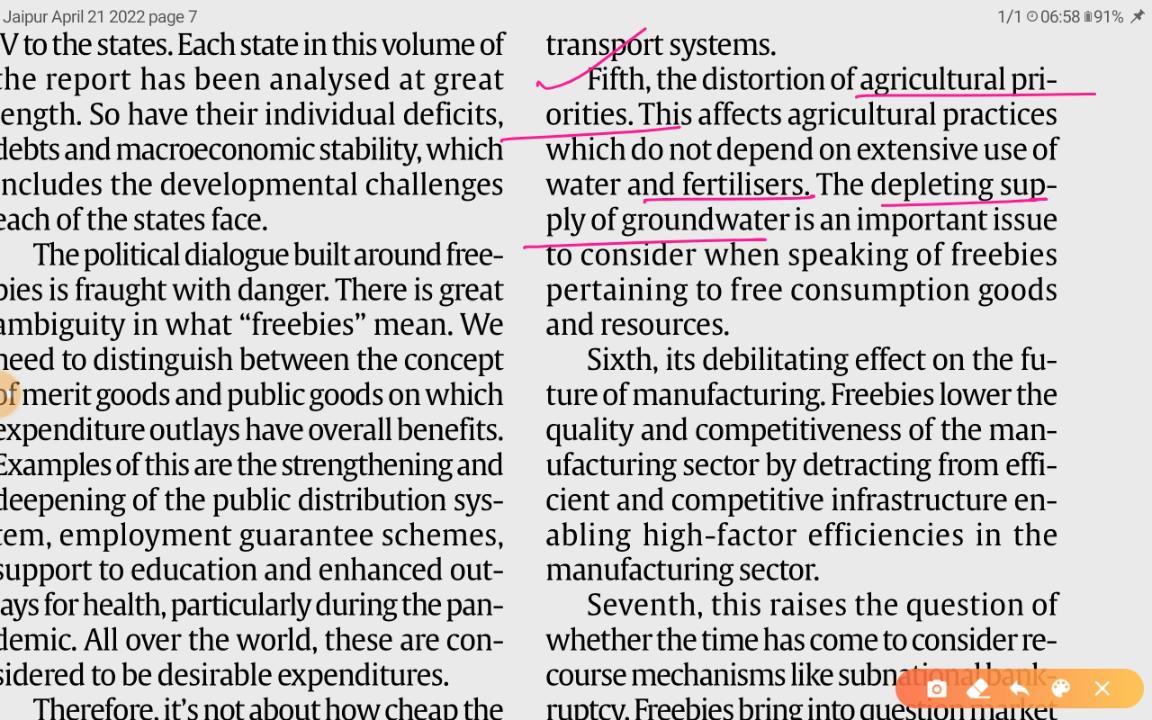 Jaipur April 21 2022 page 7
1/1 06:58 91%
V to the states. Each state in this volume of
the report has been analysed at great
ength. So have their individual deficits,
debts and macroeconomic stability, which
ncludes the developmental challenges
each of the states face.
The political dialogue built around free-
bies is fraught with danger. There is great
ambiguity in what “freebies” mean. We
need to distinguish between the concept
of merit goods and public goods on which
expenditure outlays have overall benefits.
Examples of this are the strengthening and
deepening of the public distribution sys-
tem, employment guarantee schemes,
support to education and enhanced out-
ays for health, particularly during the pan-
demic. All over the world, these are con-
sidered to be desirable expenditures.
Therefore, it’s not about how cheap the
transport systems.
Fifth, the distortion of agricultural pri-
orities. This affects agricultural practices
which do not depend on extensive use of
water and fertilisers. The depleting sup-
ply of groundwater is an important issue
to consider when speaking of freebies
pertaining to free consumption goods
and resources.
Sixth, its debilitating effect on the fu-
ture of manufacturing. Freebies lower the
quality and competitiveness of the man-
ufacturing sector by detracting from effi-
cient and competitive infrastructure en-
abling high-factor efficiencies in the
manufacturing sector.
Seventh, this raises the question of
whether the time has come to consider re-
course mechanisms like subnational bank-
ruptcy. Freebies bring into question market